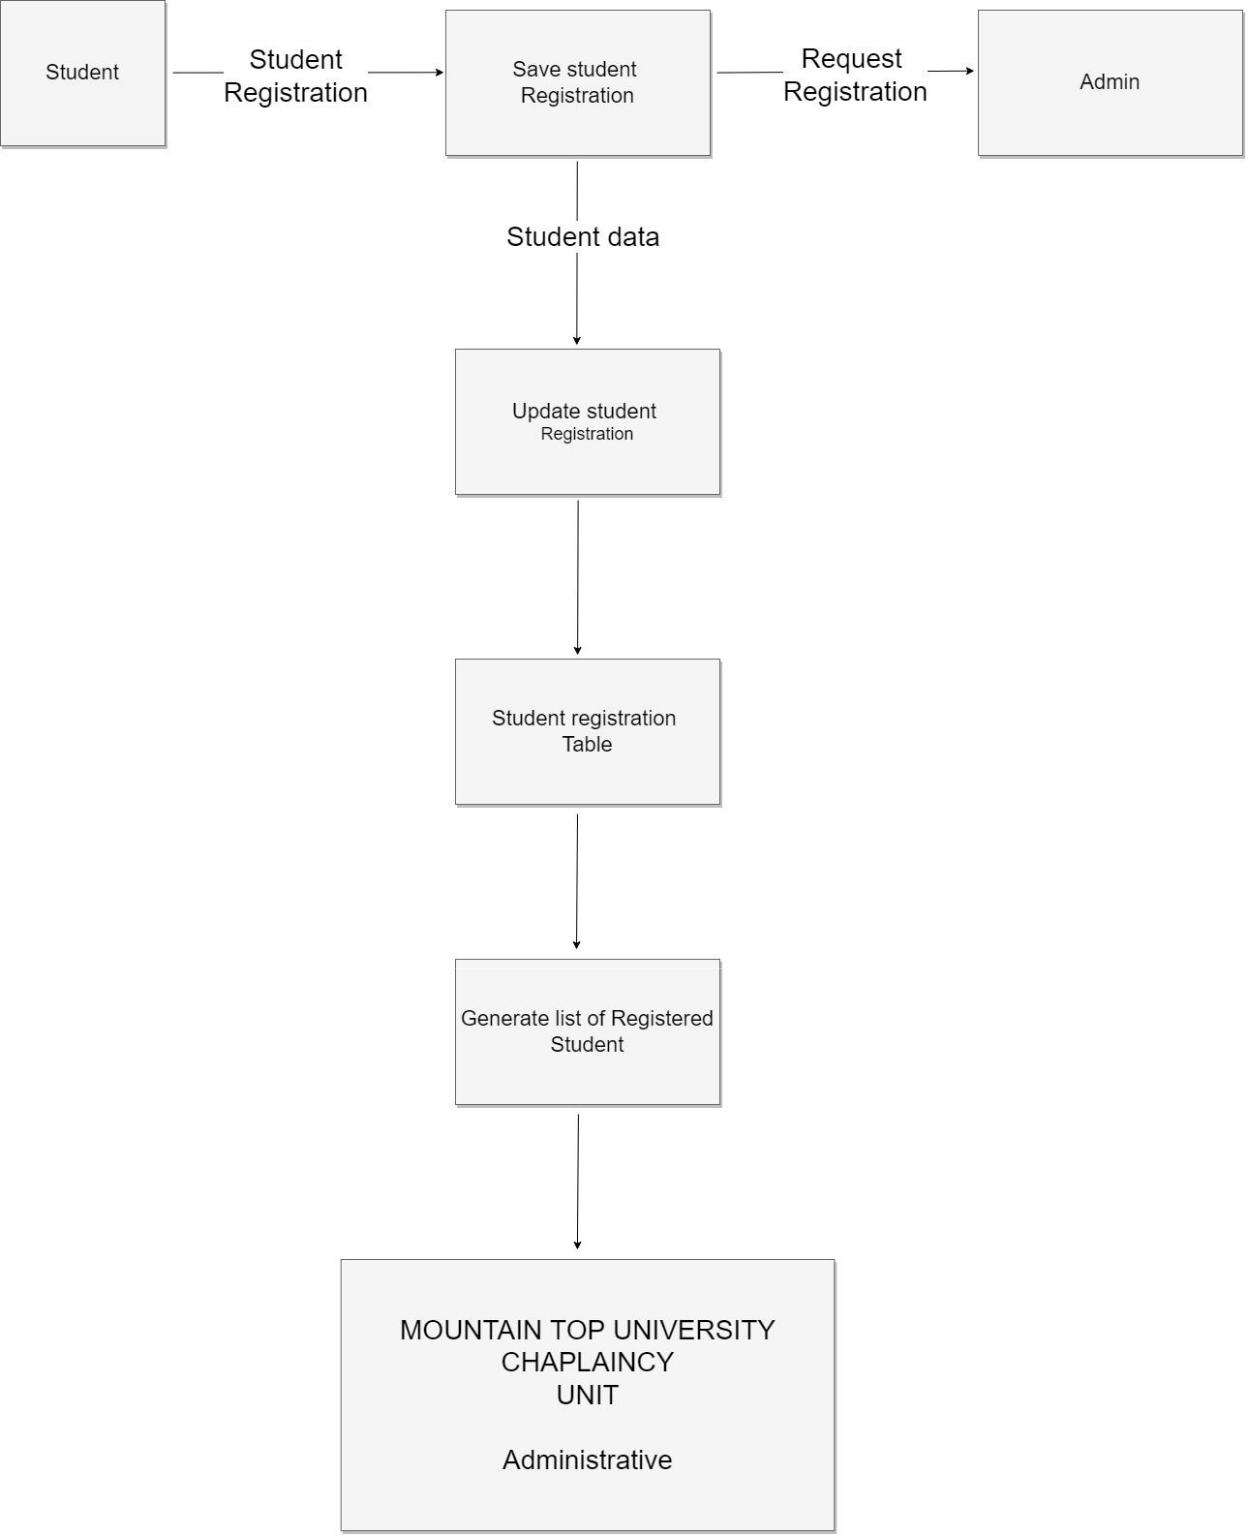 Student
Student
Registration
Save student
Registration
Request
Registration
Admin
Student data
Update student
Registration
Student registration
Table
Generate list of Registered
Student
MOUNTAIN TOP UNIVERSITY
CHAPLAINCY
UNIT
Administrative